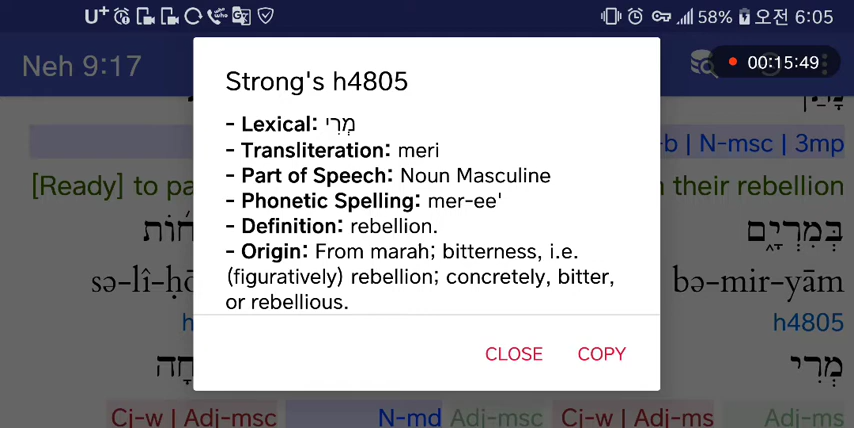 U+ 58% 오전 6:05
Neh 9:17
00:15:49
Strong's h4805
- Lexical: מְרִי
- Transliteration: meri
- Part of Speech: Noun Masculine
- Phonetic Spelling: mer-ee'
- Definition: rebellion.
- Origin: From marah; bitterness, i.e.
(figuratively) rebellion; concretely, bitter,
or rebellious.
CLOSE COPY
-b | N-msc | 3mp
[Ready] to pa
n their rebellion
בְּמִרְיָ֑ם
sə-lî-ḥō
bə-mir-yām
h4805
מְרִי
Cj-w | Adj-msc N-md Adj-msc Cj-w | Adj-ms Adj-ms